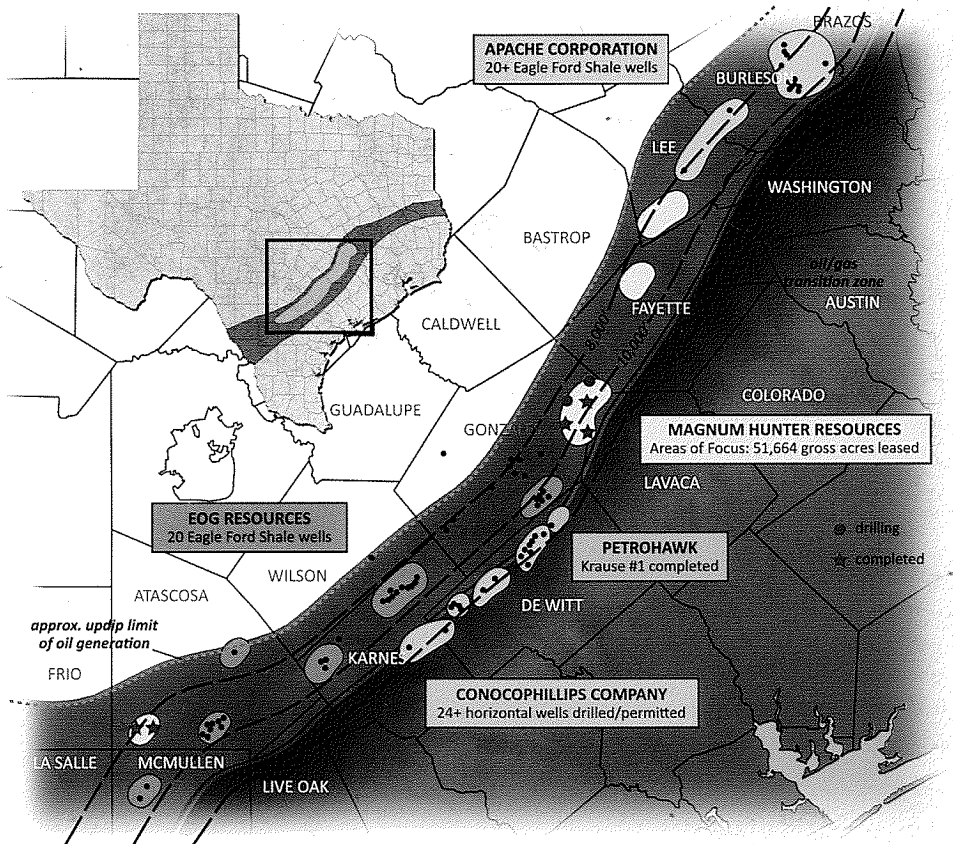 BRAZOS
APACHE CORPORATION
20+ Eagle Ford Shale wells
BURLESON
LEE
WASHINGTON
BASTROP
oil/gas
transition zone
AUSTIN
FAYETTE
CALDWELL
8,000'
10,000'
COLORADO
GUADALUPE
GONZ
MAGNUM HUNTER RESOURCES
Areas of Focus: 51,664 gross acres leased
LAVACA
EOG RESOURCES
20 Eagle Ford Shale wells
drilling
PETROHAWK
Krause #1 completed
completed
WILSON
ATASCOSA
DE WITT
approx. updip limit
of oil generation
KARNES
FRIO
CONOCOPHILLIPS COMPANY
24+ horizontal wells drilled/permitted
LA SALLE
MCMULLEN
LIVE OAK